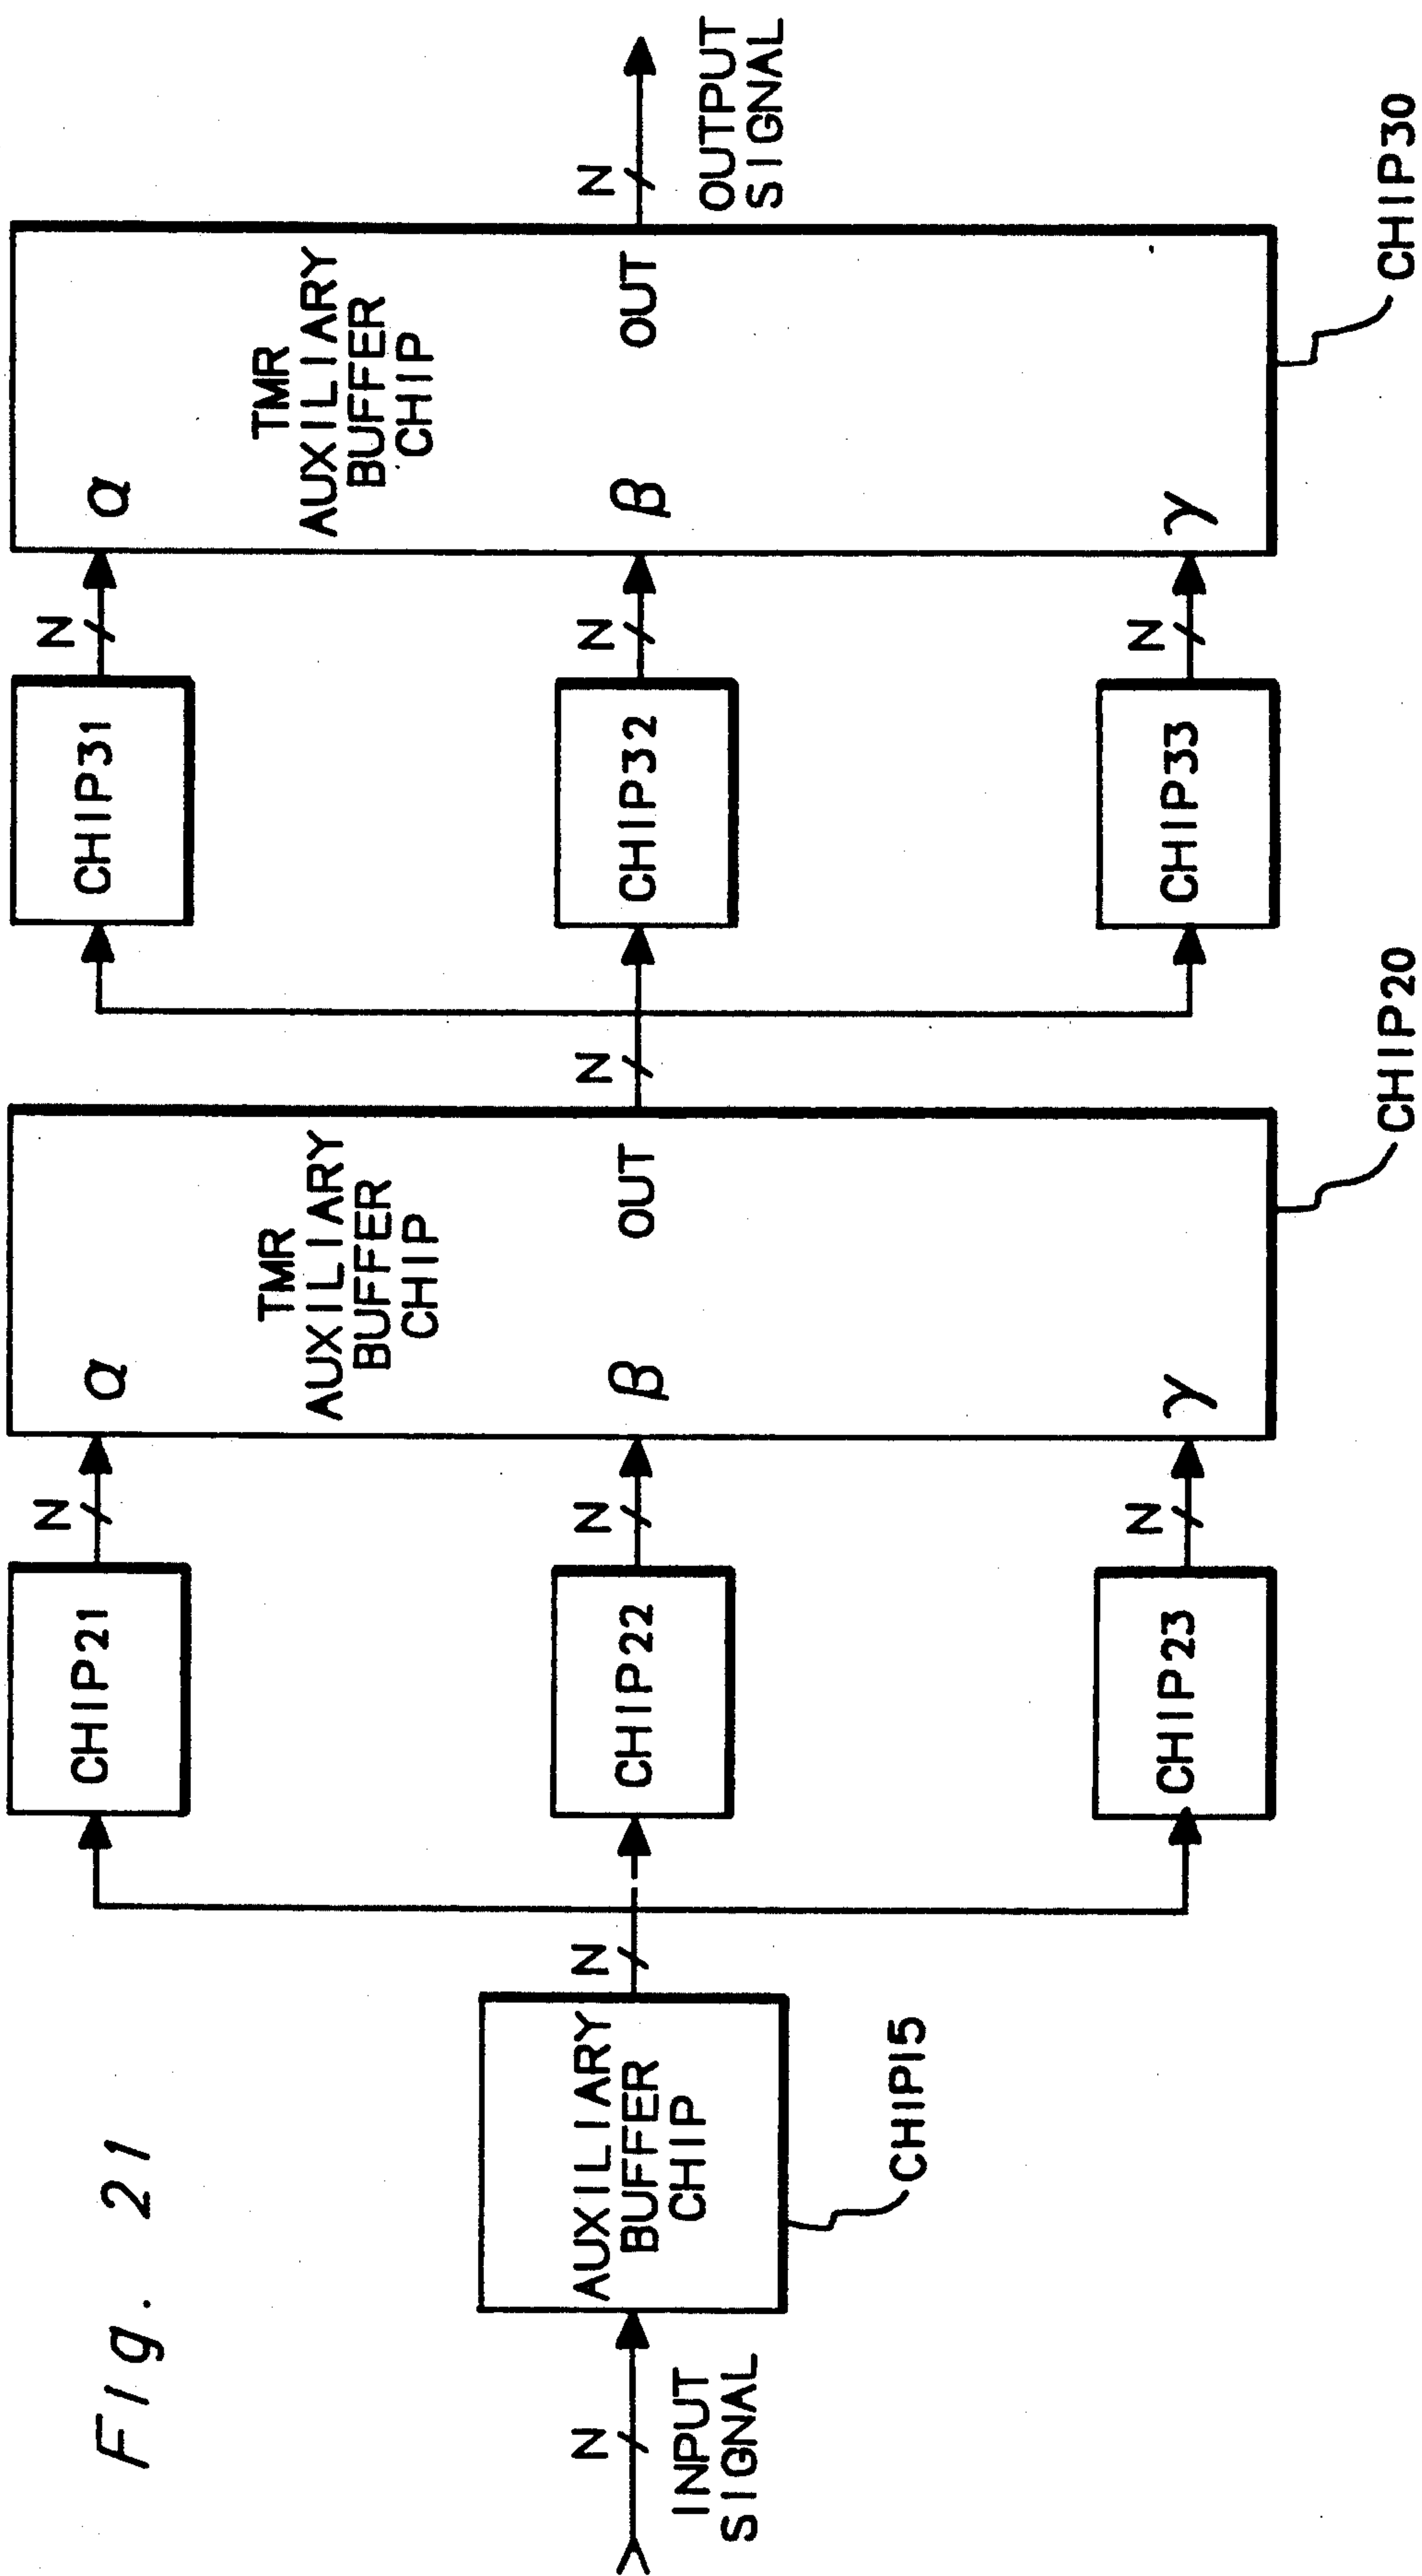 Fig. 21
INPUT
SIGNAL
N
AUXILIARY
BUFFER
CHIP
CHIP15
N
CHIP21
CHIP22
CHIP23
N
N
N
α
β
γ
TMR
AUXILIARY
BUFFER
CHIP
OUT
CHIP20
N
CHIP31
CHIP32
CHIP33
N
N
N
α
β
γ
TMR
AUXILIARY
BUFFER
CHIP
OUT
CHIP30
N
OUTPUT
SIGNAL